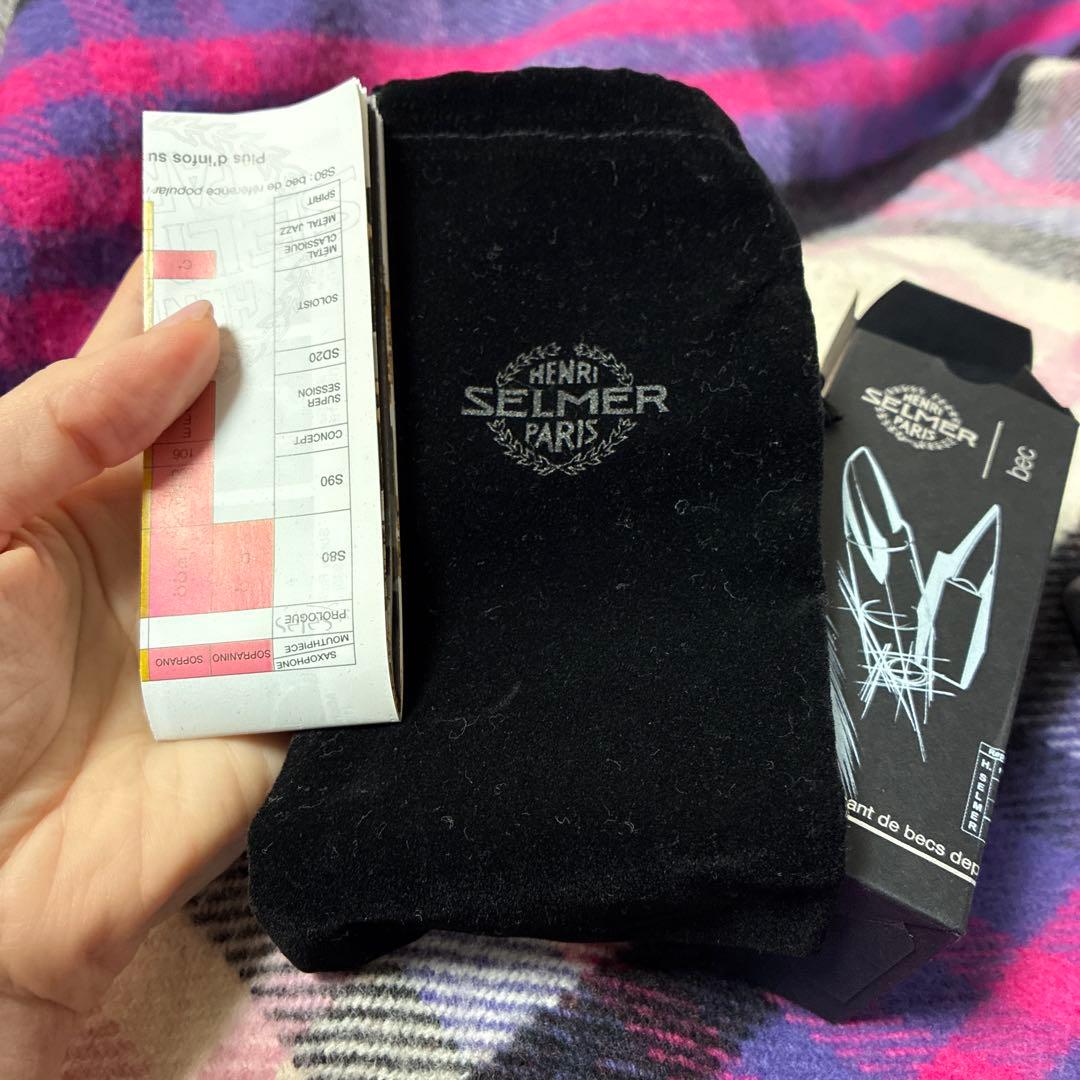 Plus d'infos su
S80 : bec de référence popular
SPIRIT
METAL JAZZ
METAL
CLASSIQUE
C*
SOLOIST
SD20
SUPER
SESSION
CONCEPT
S90
S80
PROLOGUE
SAXOPHONE
MOUTHPIECE
SOPRANINO
SOPRANO
HENRI
SELMER
PARIS
HENRI
SELMER
PARIS
bec
H. SELMER
ant de becs dep